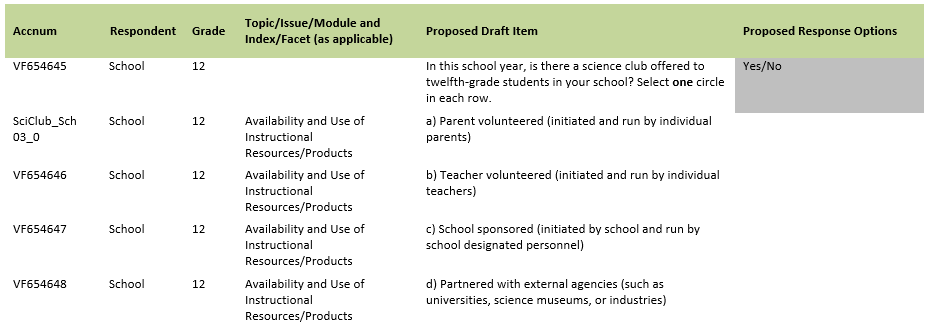 Accnum Respondent Grade Topic/Issue/Module and Index/Facet (as applicable) Proposed Draft Item Proposed Response Options
VF654645 School 12 In this school year, is there a science club offered to Yes/No
twelfth-grade students in your school? Select one circle
in each row.
SciClub_Sch School 12 Availability and Use of a) Parent volunteered (initiated and run by individual
03_0 Instructional parents)
Resources/Products
VF654646 School 12 Availability and Use of b) Teacher volunteered (initiated and run by individual
Instructional teachers)
Resources/Products
VF654647 School 12 Availability and Use of c) School sponsored (initiated by school and run by
Instructional school designated personnel)
Resources/Products
VF654648 School 12 Availability and Use of d) Partnered with external agencies (such as
Instructional universities, science museums, or industries)
Resources/Products